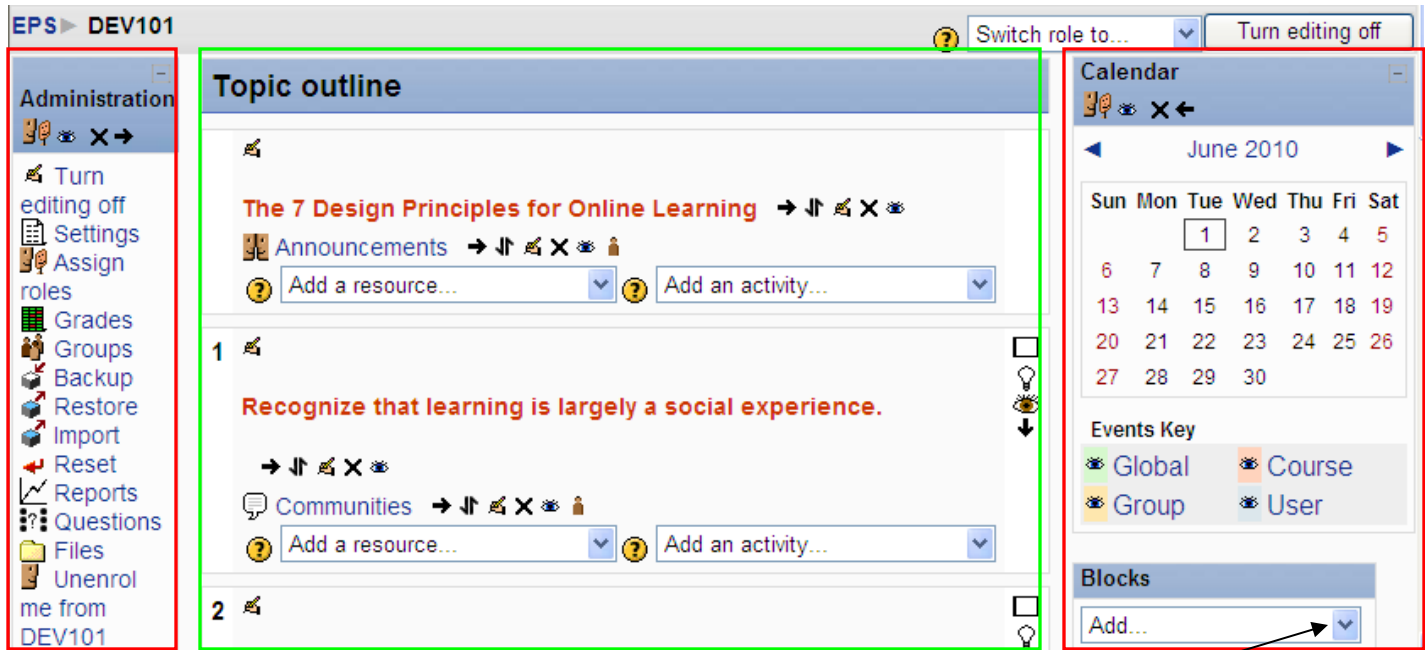 EPS► DEV101
Switch role to...
Turn editing off
Administration
Turn
editing off
Settings
Assign
roles
Grades
Groups
Backup
Restore
Import
Reset
Reports
Questions
Files
Unenrol
me from
DEV101
Topic outline
The 7 Design Principles for Online Learning
Announcements
Add a resource... Add an activity...
1
Recognize that learning is largely a social experience.
Communities
Add a resource... Add an activity...
2
Calendar
◄ June 2010 ►
Sun Mon Tue Wed Thu Fri Sat
1 2 3 4 5
6 7 8 9 10 11 12
13 14 15 16 17 18 19
20 21 22 23 24 25 26
27 28 29 30
Events Key
Global Course
Group User
Blocks
Add...